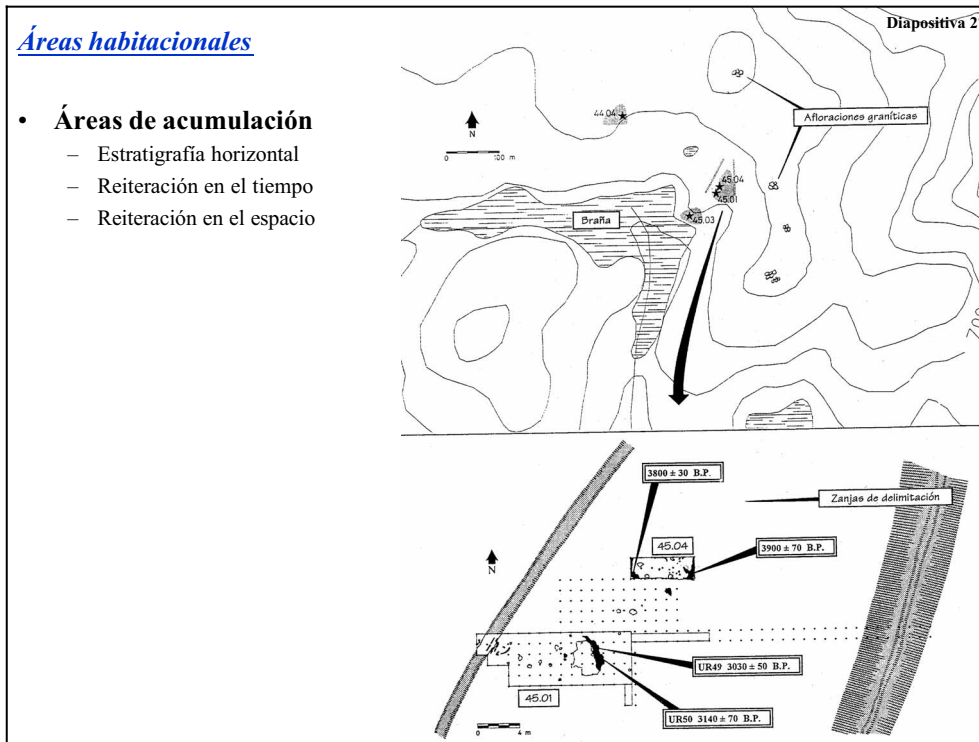 Diapositiva 2
Áreas habitacionales
• Áreas de acumulación
– Estratigrafía horizontal
– Reiteración en el tiempo
– Reiteración en el espacio
Afloraciones graníticas
44.04
N
0 100 m
45.04
45.01
45.03
Braña
700
3800 ± 30 B.P.
Zanjas de delimitación
45.04
3900 ± 70 B.P.
N
UR49 3030 ± 50 B.P.
45.01
UR50 3140 ± 70 B.P.
0 4 m